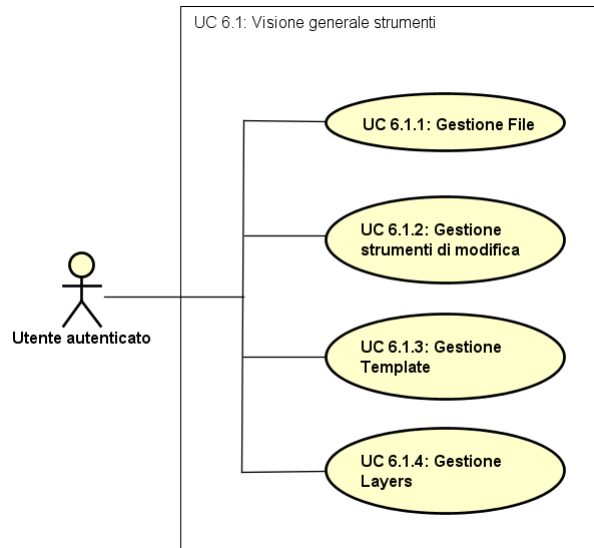 UC 6.1: Visione generale strumenti
UC 6.1.1: Gestione File
UC 6.1.2: Gestione
strumenti di modifica
Utente autenticato
UC 6.1.3: Gestione
Template
UC 6.1.4: Gestione
Layers